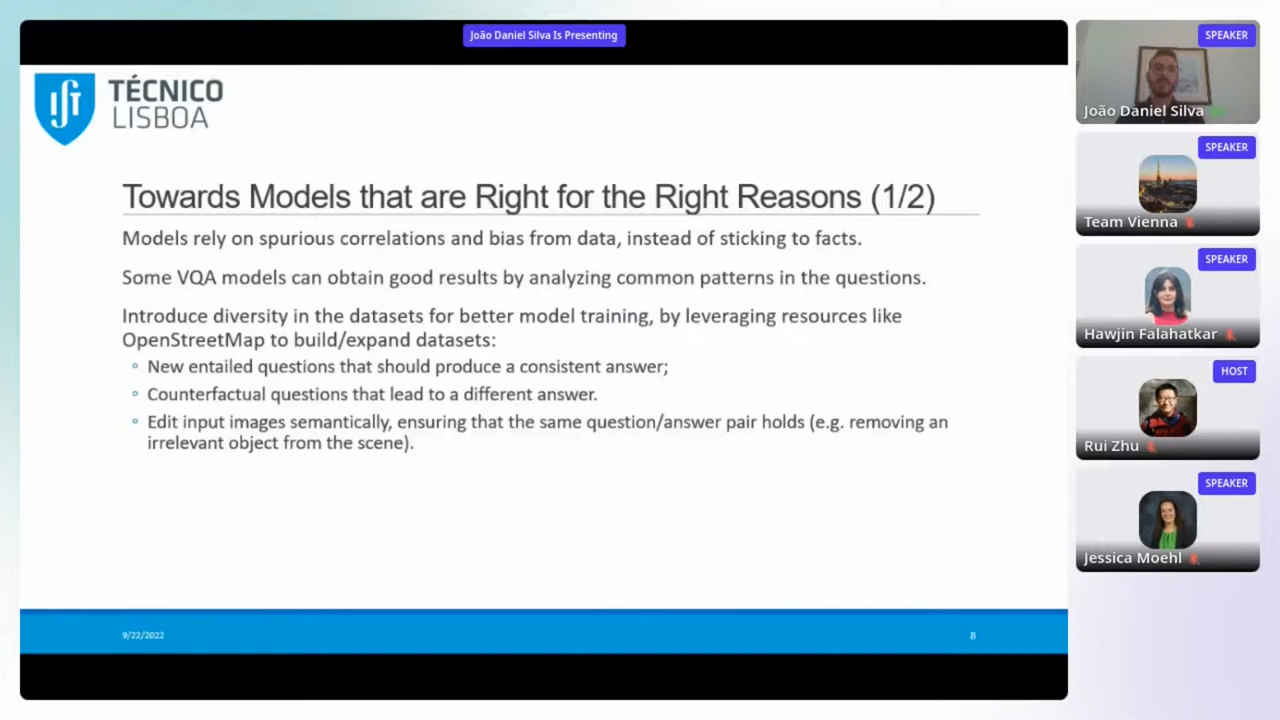 João Daniel Silva Is Presenting
TÉCNICO
LISBOA
Towards Models that are Right for the Right Reasons (1/2)
Models rely on spurious correlations and bias from data, instead of sticking to facts.
Some VQA models can obtain good results by analyzing common patterns in the questions.
Introduce diversity in the datasets for better model training, by leveraging resources like
OpenStreetMap to build/expand datasets:
New entailed questions that should produce a consistent answer;
Counterfactual questions that lead to a different answer.
Edit input images semantically, ensuring that the same question/answer pair holds (e.g. removing an
irrelevant object from the scene).
9/22/2022
8
SPEAKER
João Daniel Silva
SPEAKER
Team Vienna
SPEAKER
Hawjin Falahatkar
HOST
Rui Zhu
SPEAKER
Jessica Moehl